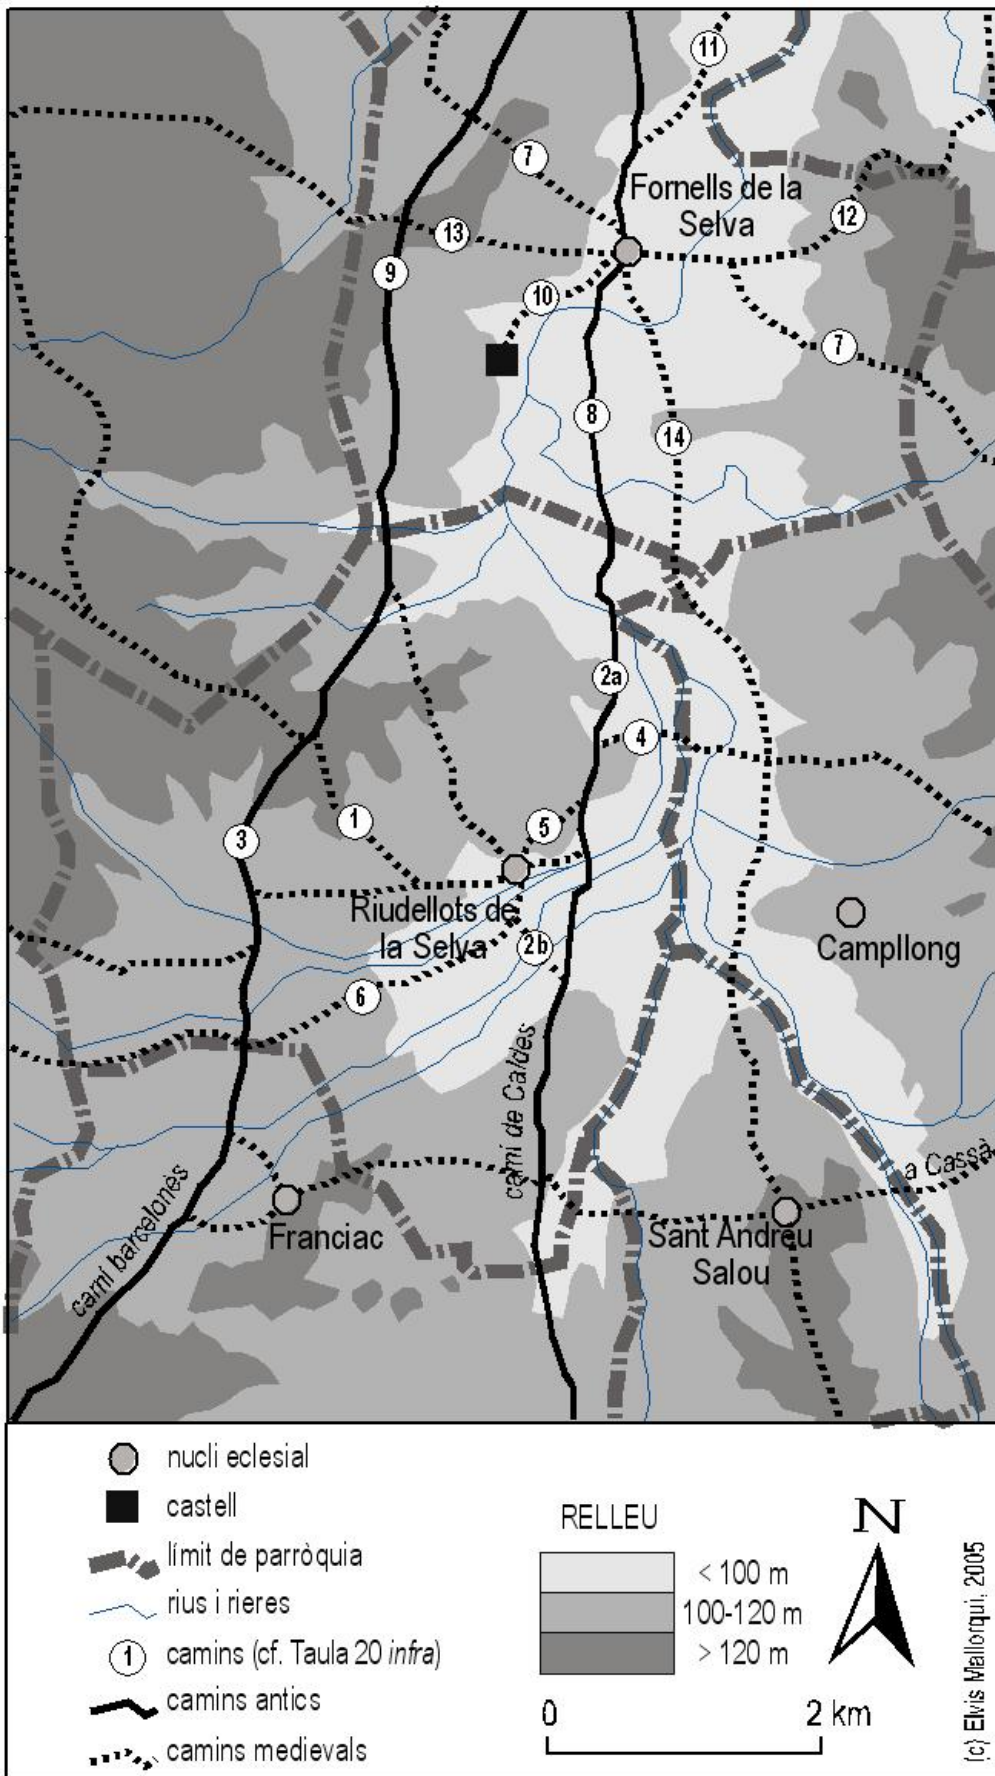 11
7
Fornells de la
Selva
12
13
9
10
7
8
14
2a
4
1
5
3
Riudellots de
la Selva
2b
Campllong
6
camí de Caldes
a Cassà
camí barcelonès
Franciac
Sant Andreu
Salou
nucli eclesial
castell
límit de parròquia
rius i rieres
1 camins (cf. Taula 20 infra)
camins antics
camins medievals
RELLEU
< 100 m
100-120 m
> 120 m
0 2 km
N
(c) Elvis Mallorquí, 2005